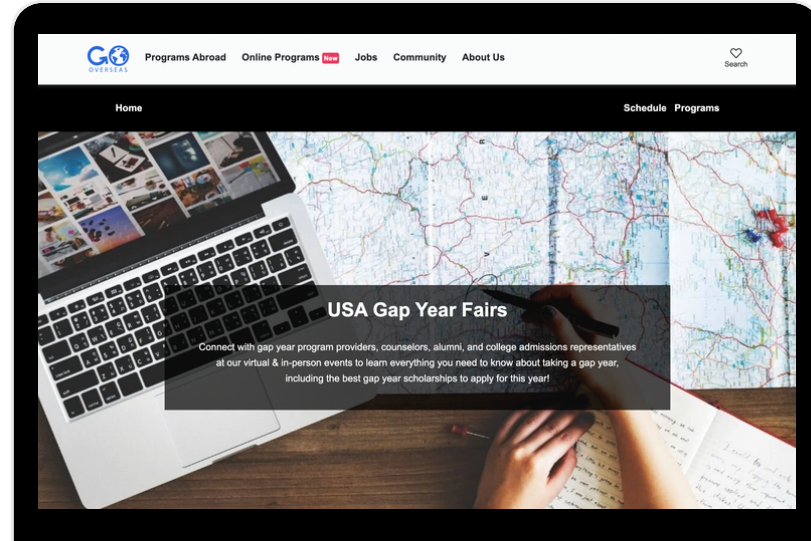 GO
OVERSEAS
Programs Abroad Online Programs New Jobs Community About Us
Search
Home Schedule Programs
USA Gap Year Fairs
Connect with gap year program providers, counselors, alumni, and college admissions representatives
at our virtual & in-person events to learn everything you need to know about taking a gap year,
including the best gap year scholarships to apply for this year!